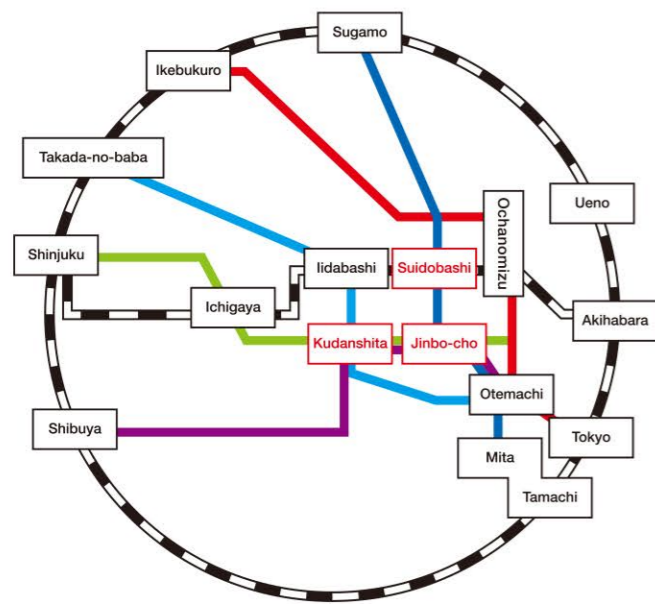 Sugamo
Ikebukuro
Takada-no-baba
Ueno
Ochanomizu
Shinjuku
Iidabashi
Suidobashi
Ichigaya
Akihabara
Kudanshita
Jinbo-cho
Otemachi
Shibuya
Tokyo
Mita
Tamachi